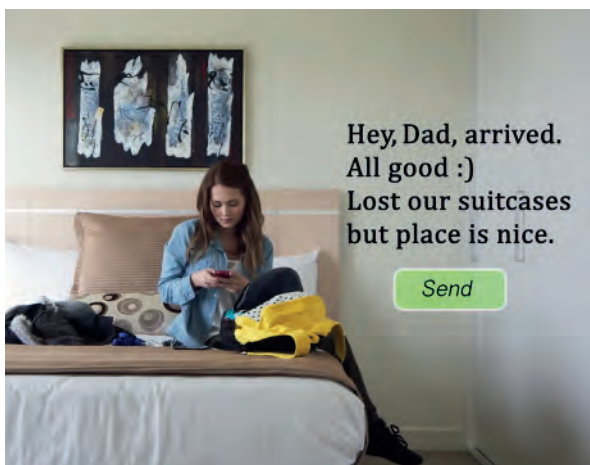 Hey, Dad, arrived.
All good :)
Lost our suitcases
but place is nice.
Send